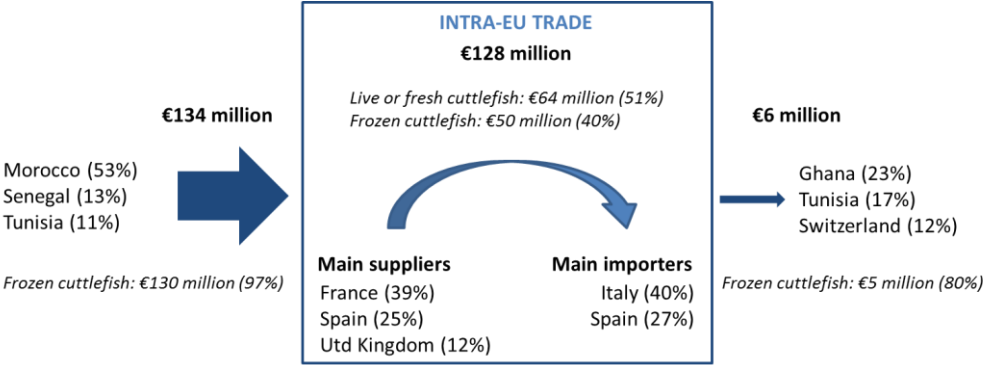 INTRA-EU TRADE
€128 million
Live or fresh cuttlefish: €64 million (51%)
Frozen cuttlefish: €50 million (40%)
€134 million
Morocco (53%)
Senegal (13%)
Tunisia (11%)
Frozen cuttlefish: €130 million (97%)
Main suppliers
France (39%)
Spain (25%)
Utd Kingdom (12%)
Main importers
Italy (40%)
Spain (27%)
€6 million
Ghana (23%)
Tunisia (17%)
Switzerland (12%)
Frozen cuttlefish: €5 million (80%)